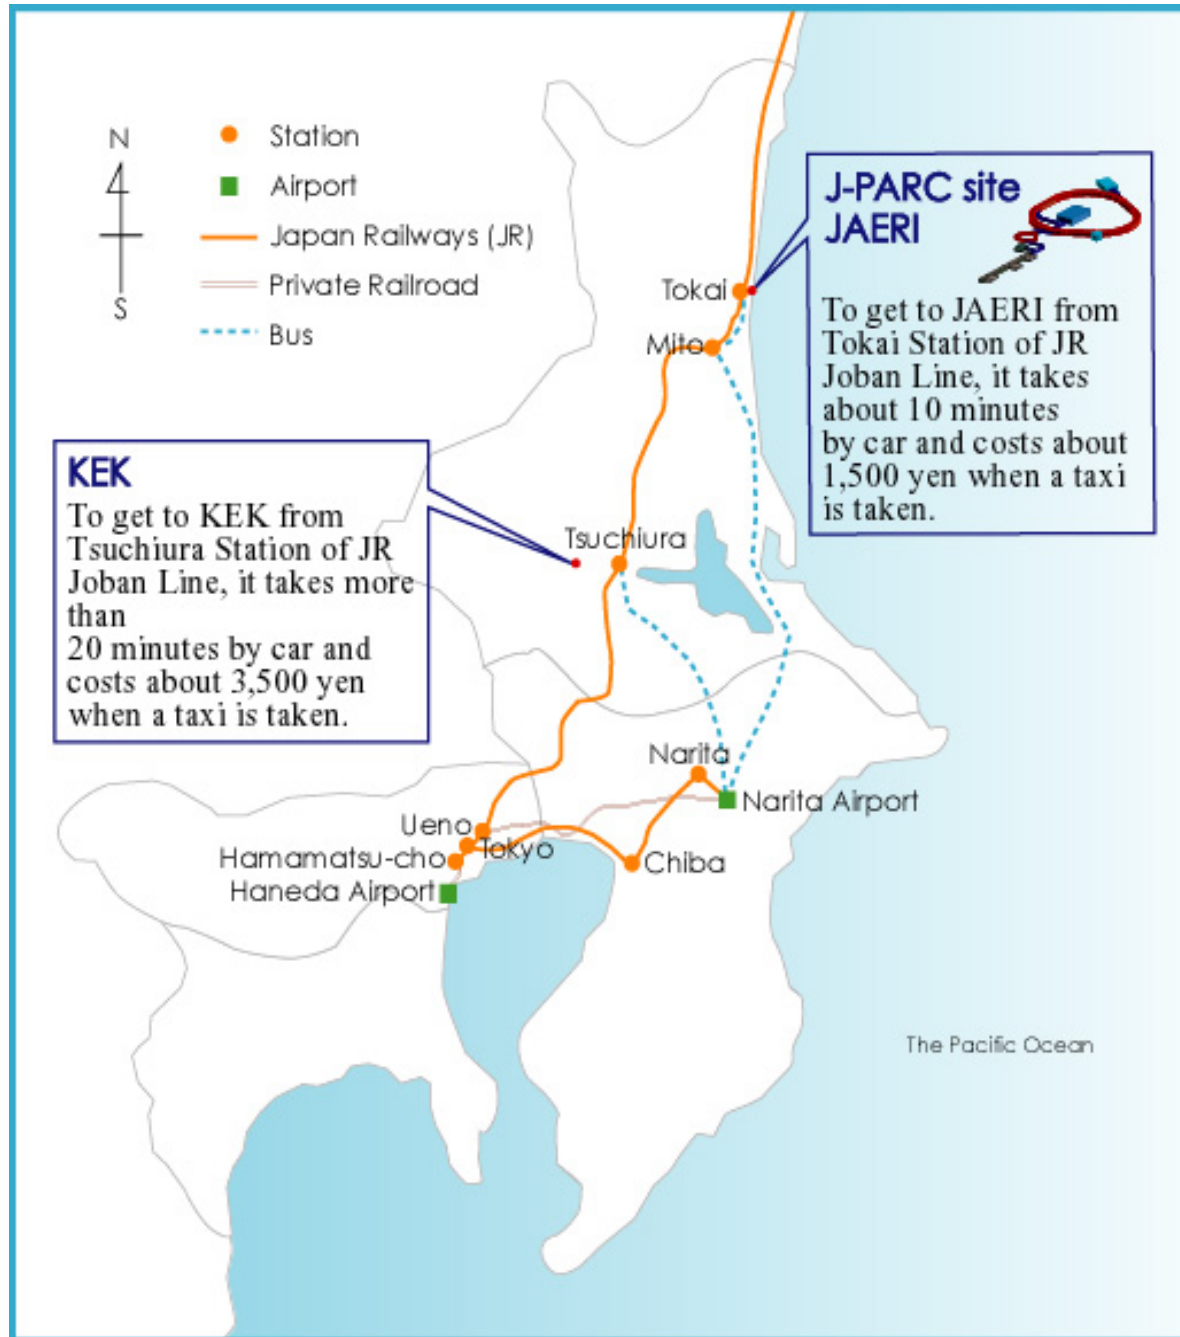 N
S
Station
Airport
Japan Railways (JR)
Private Railroad
Bus
J-PARC site
JAERI
To get to JAERI from
Tokai Station of JR
Joban Line, it takes
about 10 minutes
by car and costs about
1,500 yen when a taxi
is taken.
Tokai
Mito
KEK
To get to KEK from
Tsuchiura Station of JR
Joban Line, it takes more
than
20 minutes by car and
costs about 3,500 yen
when a taxi is taken.
Tsuchiura
Narita
Narita Airport
Ueno
Tokyo
Hamamatsu-cho
Chiba
Haneda Airport
The Pacific Ocean